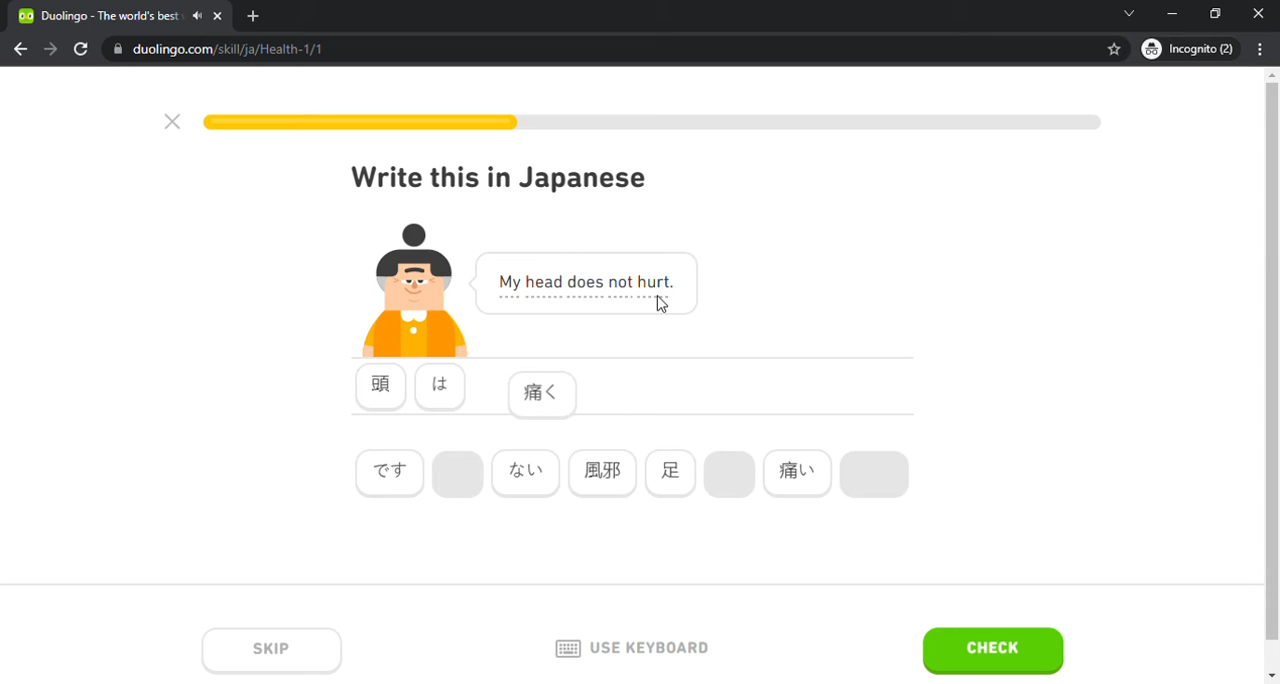 Duolingo - The world's best
duolingo.com/skill/ja/Health-1/1
Incognito (2)
Write this in Japanese
My head does not hurt.
頭 は 痛く
です ない 風邪 足 痛い
SKIP
USE KEYBOARD
CHECK